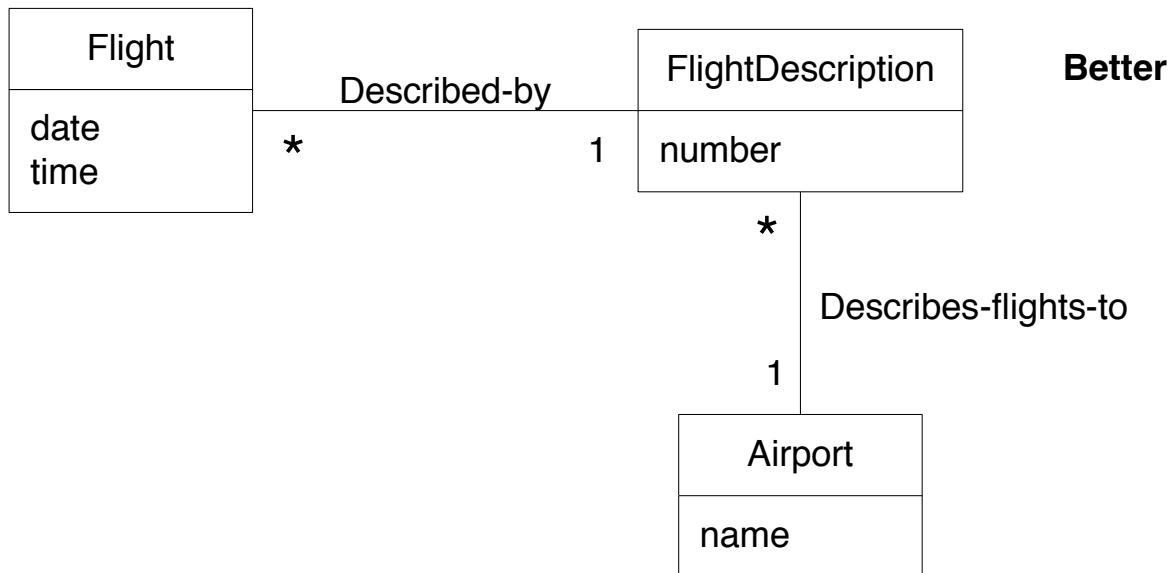 Flight
date
time
Described-by
*
1
FlightDescription
number
Better
*
Describes-flights-to
1
Airport
name